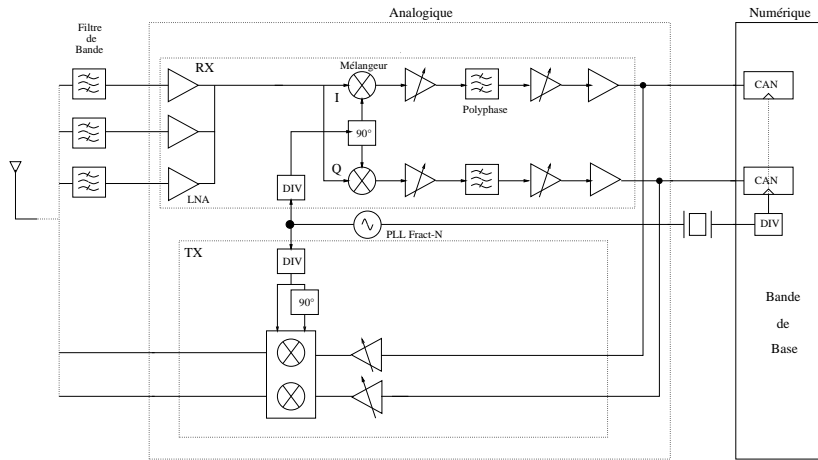 Analogique
Numérique
Filtre
de
Bande
RX
Mélangeur
I
CAN
Polyphase
90°
Q
DIV
LNA
CAN
PLL Fract-N
DIV
TX
DIV
90°
Bande
de
Base